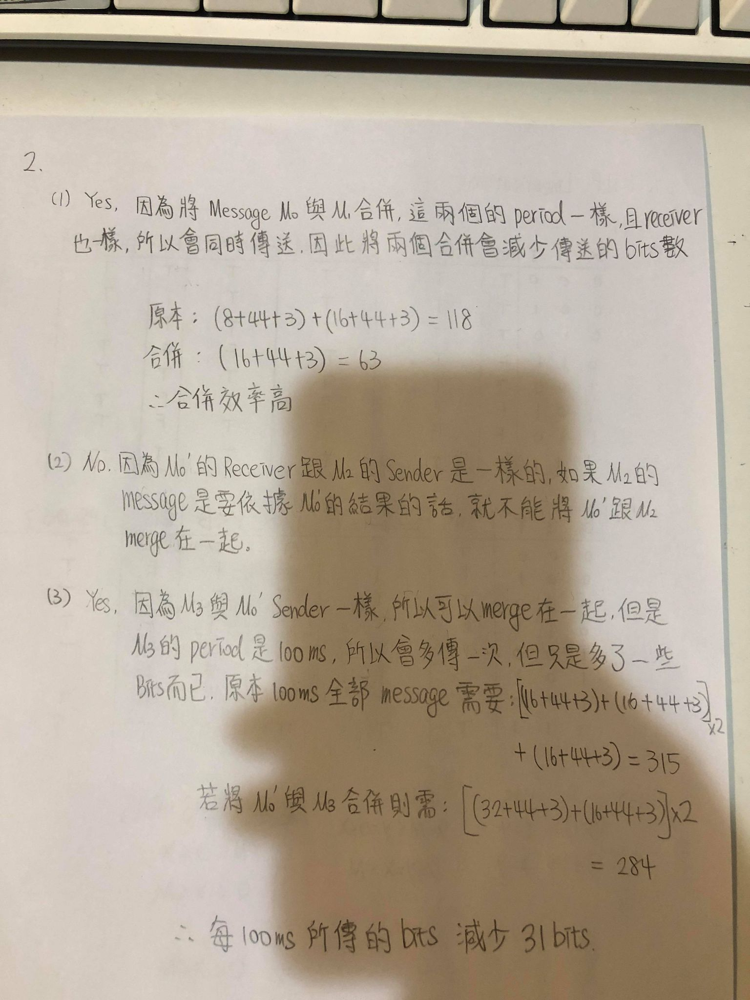 2.
(1) Yes, 因為將 Message M₀ 與 M₁ 合併, 這兩個的 period 一樣, 且 receiver
也一樣, 所以會同時傳送. 因此將兩個合併會減少傳送的 bits 數
原本 : (8+44+3)+(16+44+3) = 118
合併 : (16+44+3) = 63
∴ 合併效率高
(2) No. 因為 M₀' 的 Receiver 跟 M₂ 的 Sender 是一樣的, 如果 M₂ 的
message 是要依據 M₀' 的結果的話, 就不能將 M₀' 跟 M₂
merge 在一起。
(3) Yes, 因為 M₃ 與 M₀' Sender 一樣, 所以可以 merge 在一起, 但是
M₃ 的 period 是 100 ms, 所以會多傳一次, 但只是多了一些
Bits 而已. 原本 100 ms 全部 message 需要 : [(16+44+3)+(16+44+3)]×2
+ (16+44+3) = 315
若將 M₀' 與 M₃ 合併則需 : [(32+44+3)+(16+44+3)]×2
= 284
∴ 每 100 ms 所傳的 bits 減少 31 bits.